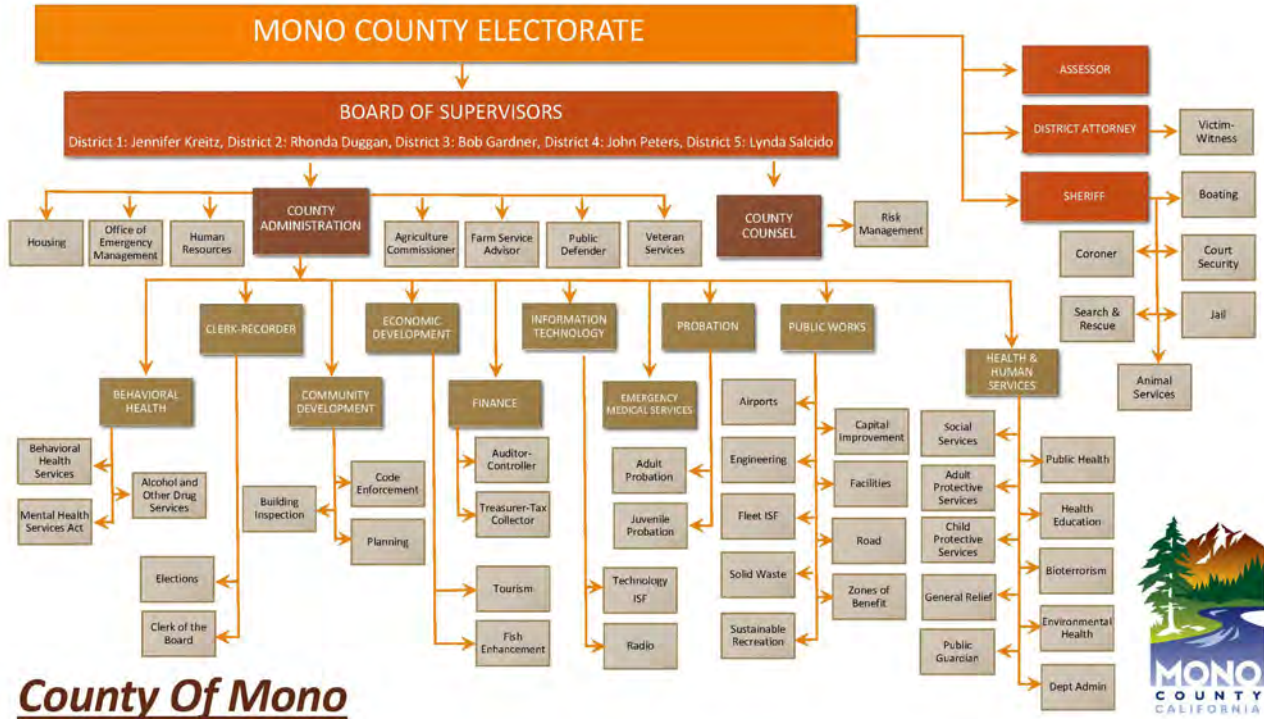 MONO COUNTY ELECTORATE
BOARD OF SUPERVISORS
District 1: Jennifer Kreitz, District 2: Rhonda Duggan, District 3: Bob Gardner, District 4: John Peters, District 5: Lynda Salcido
ASSESSOR
DISTRICT ATTORNEY
Victim-
Witness
SHERIFF
Boating
Coroner
Court
Security
Search &
Rescue
Jail
Animal
Services
Housing
Office of
Emergency
Management
Human
Resources
COUNTY
ADMINISTRATION
Agriculture
Commissioner
Farm Service
Advisor
Public
Defender
Veteran
Services
COUNTY
COUNSEL
Risk
Management
BEHAVIORAL
HEALTH
Behavioral
Health
Services
Alcohol and
Other Drug
Services
Mental Health
Services Act
CLERK-RECORDER
Elections
Clerk of the
Board
COMMUNITY
DEVELOPMENT
Code
Enforcement
Building
Inspection
Planning
ECONOMIC
DEVELOPMENT
Tourism
Fish
Enhancement
FINANCE
Auditor-
Controller
Treasurer-Tax
Collector
INFORMATION
TECHNOLOGY
Technology
ISF
Radio
EMERGENCY
MEDICAL SERVICES
PROBATION
Adult
Probation
Juvenile
Probation
PUBLIC WORKS
Airports
Capital
Improvement
Engineering
Facilities
Fleet ISF
Road
Solid Waste
Zones of
Benefit
Sustainable
Recreation
HEALTH &
HUMAN
SERVICES
Social
Services
Public Health
Adult
Protective
Services
Health
Education
Child
Protective
Services
Bioterrorism
General Relief
Environmental
Health
Public
Guardian
Dept Admin
County Of Mono
MONO
COUNTY
CALIFORNIA